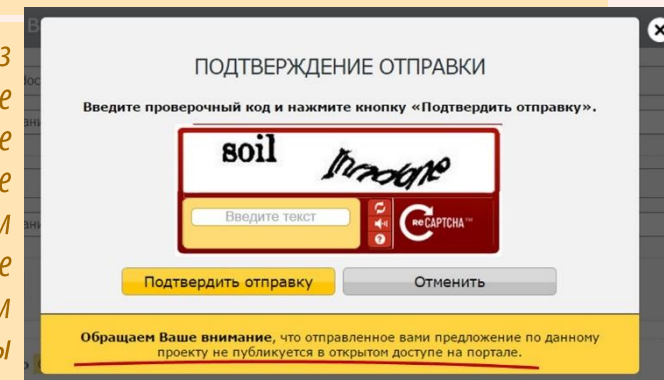 ПОДТВЕРЖДЕНИЕ ОТПРАВКИ
Введите проверочный код и нажмите кнопку «Подтвердить отправку».
soil
Введите текст
reCAPTCHA™
Подтвердить отправку
Отменить
Обращаем Ваше внимание, что отправленное вами предложение по данному
проекту не публикуется в открытом доступе на портале.